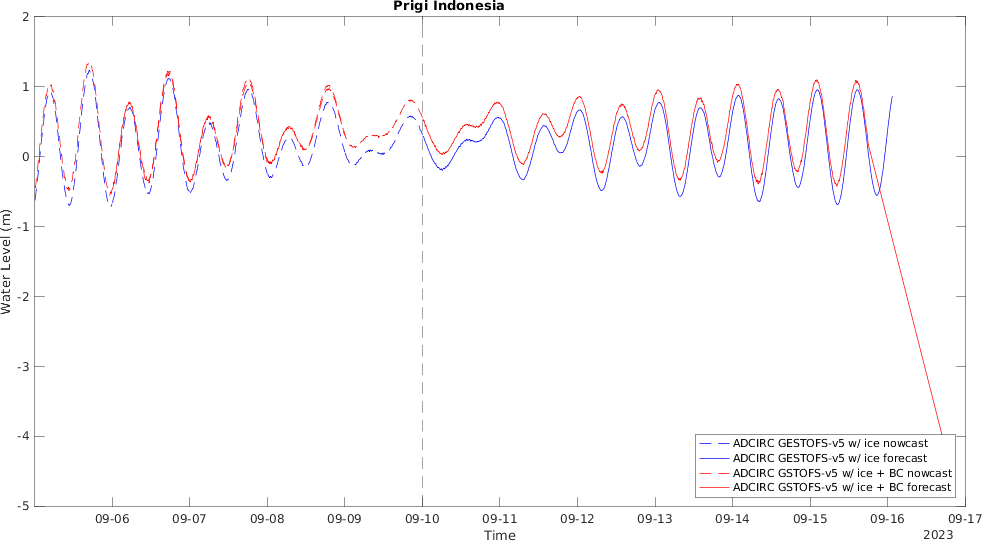 Prigi Indonesia
2
1
0
-1
-2
-3
-4
-5
Water Level (m)
ADCIRC GESTOFS-v5 w/ ice nowcast
ADCIRC GESTOFS-v5 w/ ice forecast
ADCIRC GSTOFS-v5 w/ ice + BC nowcast
ADCIRC GSTOFS-v5 w/ ice + BC forecast
09-06 09-07 09-08 09-09 09-10 09-11 09-12 09-13 09-14 09-15 09-16 09-17
Time
2023